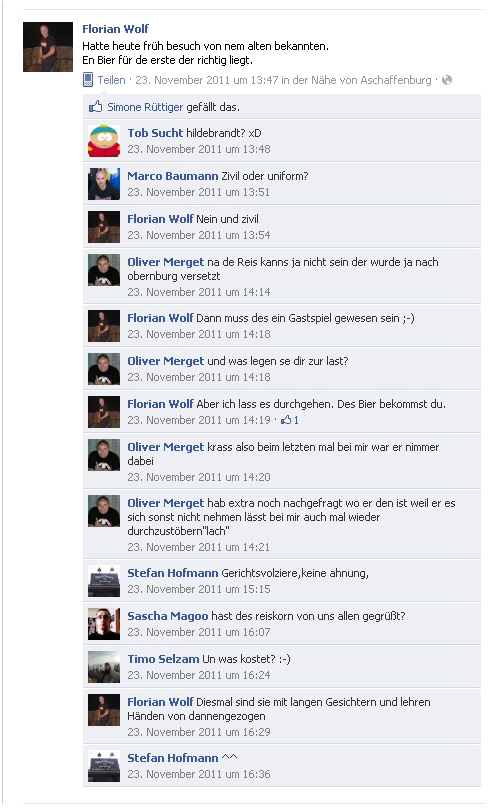 Florian Wolf
Hatte heute früh besuch von nem alten bekannten.
En Bier für de erste der richtig liegt.
Teilen · 23. November 2011 um 13:47 in der Nähe von Aschaffenburg ·
Simone Rüttiger gefällt das.
Tob Sucht hildebrandt? xD
23. November 2011 um 13:48
Marco Baumann Zivil oder uniform?
23. November 2011 um 13:51
Florian Wolf Nein und zivil
23. November 2011 um 13:54
Oliver Merget na de Reis kanns ja nicht sein der wurde ja nach
obernburg versetzt
23. November 2011 um 14:14
Florian Wolf Dann muss des ein Gastspiel gewesen sein ;-)
23. November 2011 um 14:18
Oliver Merget und was legen se dir zur last?
23. November 2011 um 14:18
Florian Wolf Aber ich lass es durchgehen. Des Bier bekommst du.
23. November 2011 um 14:19 · 1
Oliver Merget krass also beim letzten mal bei mir war er nimmer
dabei
23. November 2011 um 14:20
Oliver Merget hab extra noch nachgefragt wo er den ist weil er es
sich sonst nicht nehmen lässt bei mir auch mal wieder
durchzustöbern"lach"
23. November 2011 um 14:21
Stefan Hofmann Gerichtsvolziere,keine ahnung,
23. November 2011 um 15:15
Sascha Magoo hast des reiskorn von uns allen gegrüßt?
23. November 2011 um 16:07
Timo Selzam Un was kostet? :-)
23. November 2011 um 16:24
Florian Wolf Diesmal sind sie mit langen Gesichtern und lehren
Händen von dannengezogen
23. November 2011 um 16:29
Stefan Hofmann ^^
23. November 2011 um 16:36